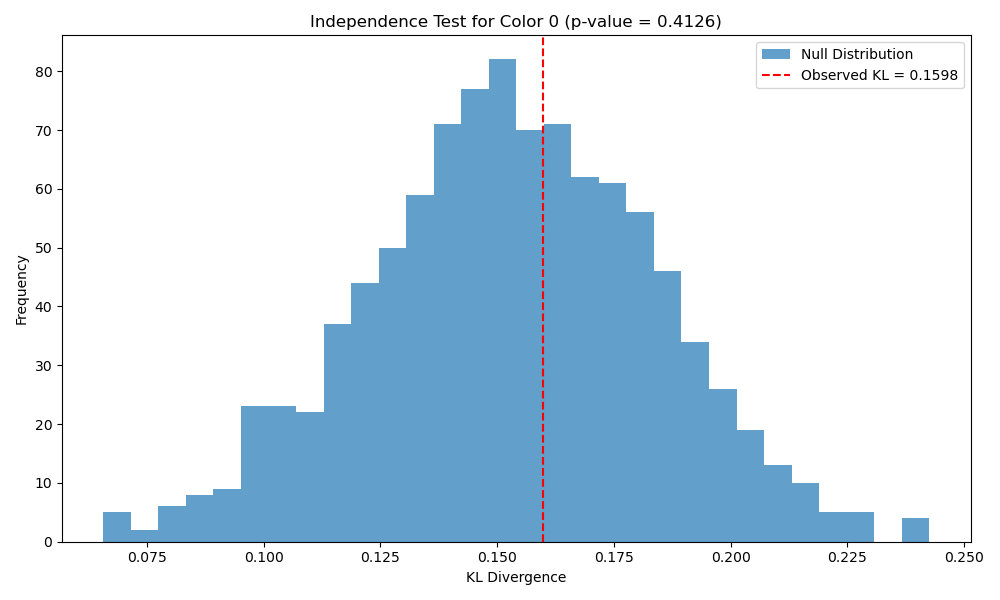 Independence Test for Color 0 (p-value = 0.4126)
Null Distribution
Observed KL = 0.1598
Frequency
80
70
60
50
40
30
20
10
0
0.075 0.100 0.125 0.150 0.175 0.200 0.225 0.250
KL Divergence